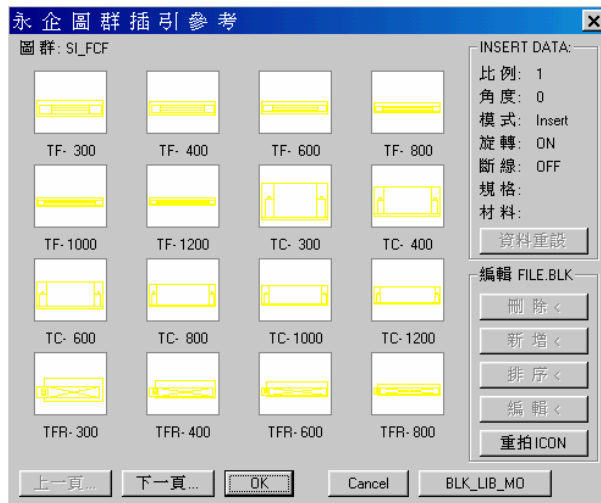 永企圖群插引參考
圖群: SI_FCF
TF- 300 TF- 400 TF- 600 TF- 800
TF-1000 TF-1200 TC- 300 TC- 400
TC- 600 TC- 800 TC-1000 TC-1200
TFR-300 TFR-400 TFR-600 TFR-800
INSERT DATA:
比例: 1
角度: 0
模式: Insert
旋轉: ON
斷線: OFF
規格:
材料:
資料重設
編輯 FILE.BLK
刪除<
新增<
排序<
編輯<
重拍ICON
上一頁... 下一頁... OK Cancel BLK_LIB_MO